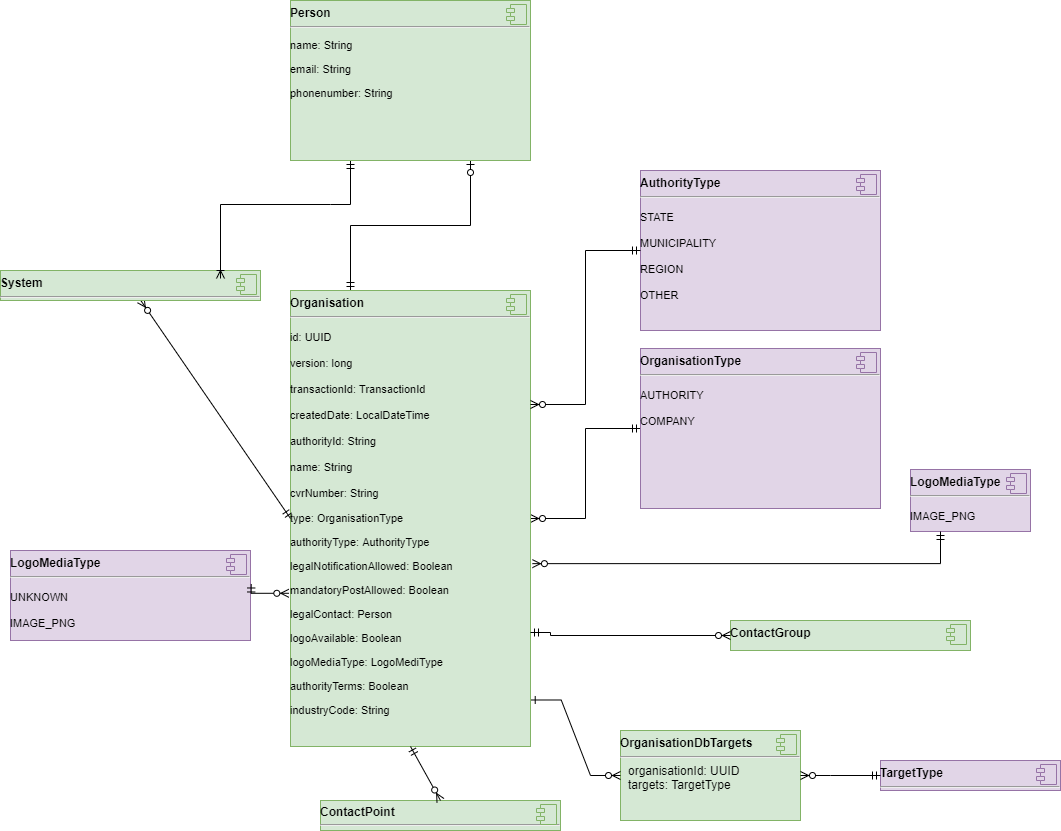 Person
name: String
email: String
phonenumber: String
AuthorityType
STATE
MUNICIPALITY
REGION
OTHER
System
Organisation
id: UUID
version: long
transactionId: TransactionId
createdDate: LocalDateTime
authorityId: String
name: String
cvrNumber: String
type: OrganisationType
authorityType: AuthorityType
legalNotificationAllowed: Boolean
mandatoryPostAllowed: Boolean
legalContact: Person
logoAvailable: Boolean
logoMediaType: LogoMediType
authorityTerms: Boolean
industryCode: String
OrganisationType
AUTHORITY
COMPANY
LogoMediaType
IMAGE_PNG
LogoMediaType
UNKNOWN
IMAGE_PNG
ContactGroup
OrganisationDbTargets
organisationId: UUID
targets: TargetType
TargetType
ContactPoint